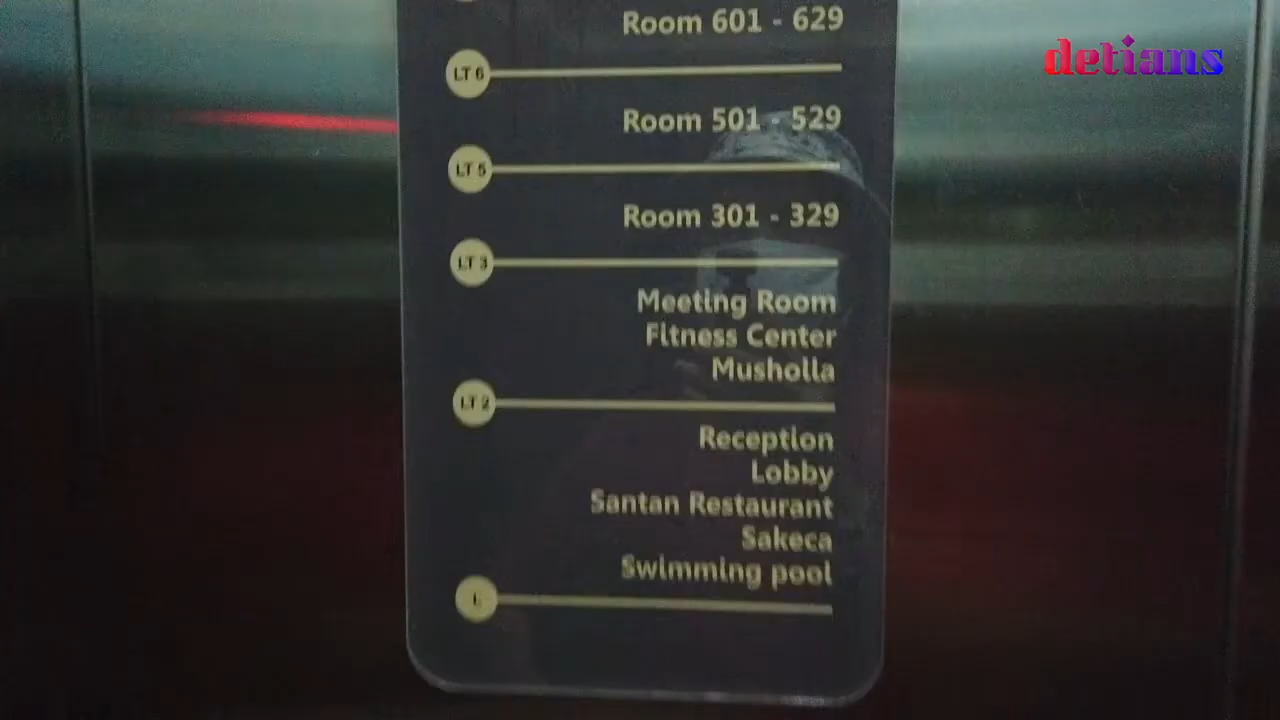 Room 601 - 629
detians
LT 6
Room 501 - 529
LT 5
Room 301 - 329
LT 3
Meeting Room
Fitness Center
Musholla
LT 2
Reception
Lobby
Santan Restaurant
Sakeca
Swimming pool
L